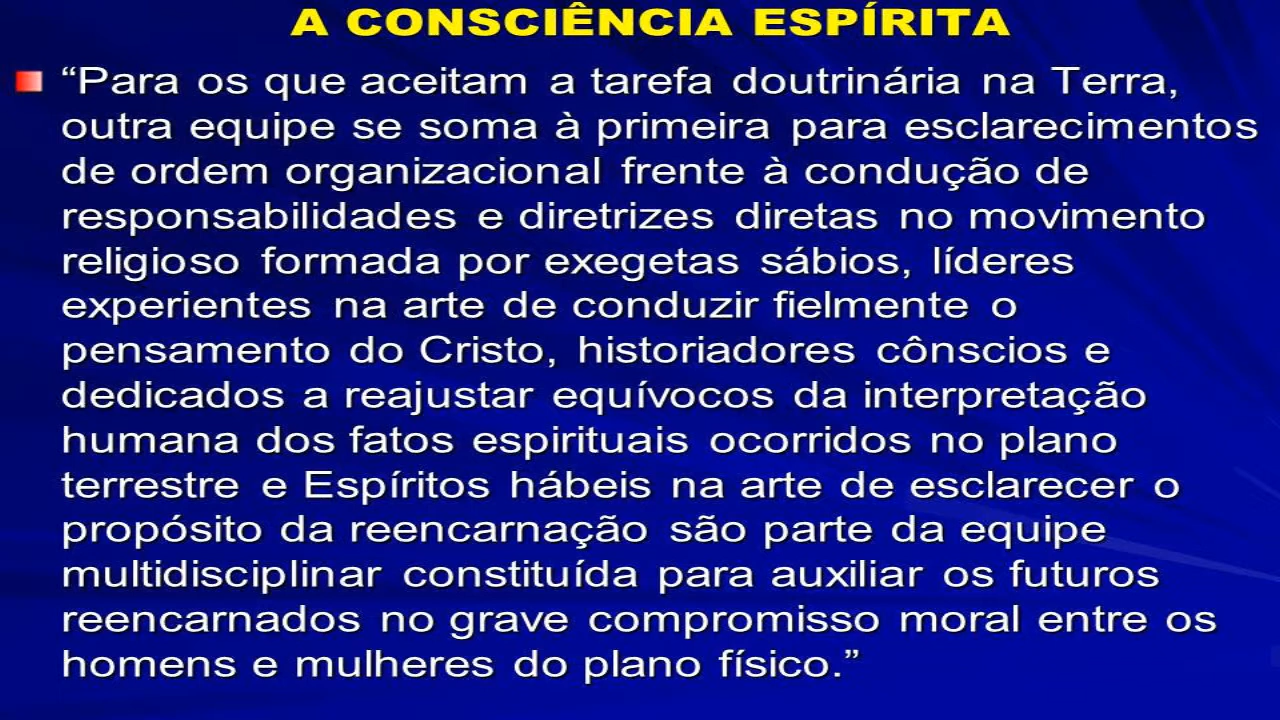 A CONSCIÊNCIA ESPÍRITA
“Para os que aceitam a tarefa doutrinária na Terra,
outra equipe se soma à primeira para esclarecimentos
de ordem organizacional frente à condução de
responsabilidades e diretrizes diretas no movimento
religioso formada por exegetas sábios, líderes
experientes na arte de conduzir fielmente o
pensamento do Cristo, historiadores cônscios e
dedicados a reajustar equívocos da interpretação
humana dos fatos espirituais ocorridos no plano
terrestre e Espíritos hábeis na arte de esclarecer o
propósito da reencarnação são parte da equipe
multidisciplinar constituída para auxiliar os futuros
reencarnados no grave compromisso moral entre os
homens e mulheres do plano físico.”